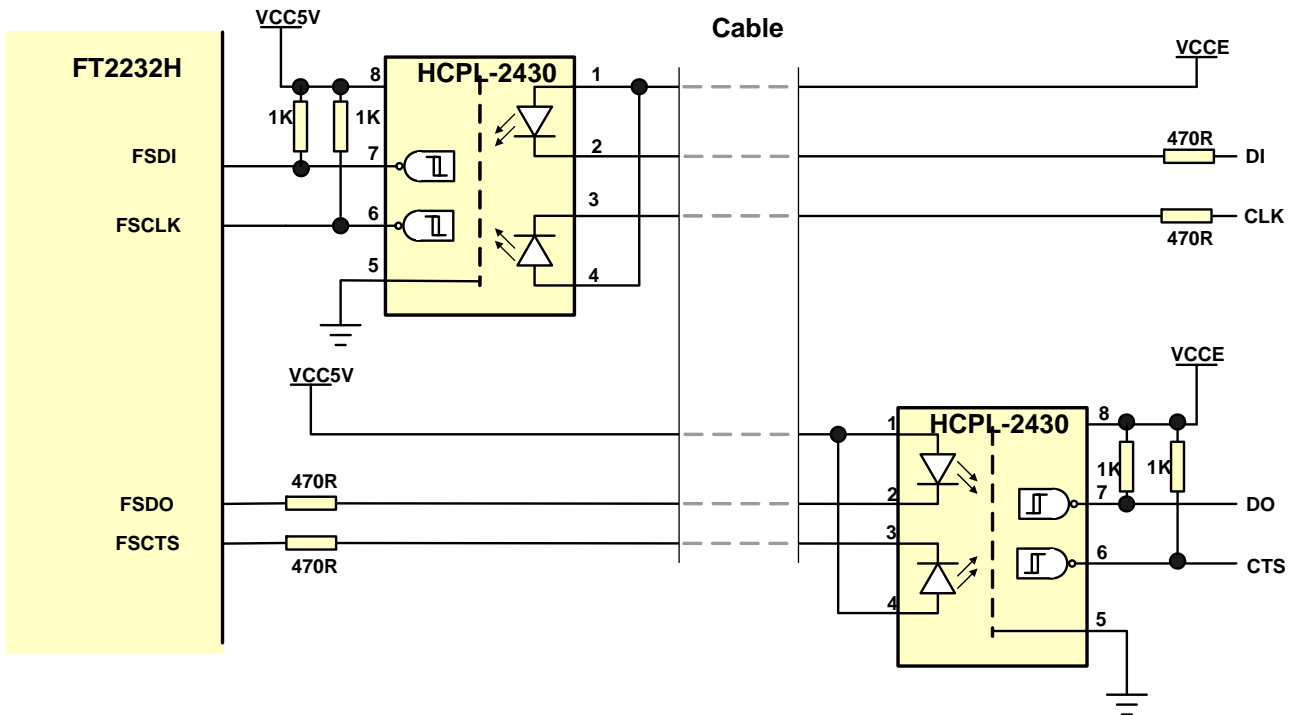 VCC5V
Cable
VCCE
FT2232H
HCPL-2430
8
1
1K
1K
470R
FSDI
7
2
DI
3
FSCLK
6
CLK
470R
5
4
VCC5V
VCCE
1
HCPL-2430
8
470R
1K
1K
2
7
FSDO
DO
3
FSCTS
6
CTS
470R
4
5